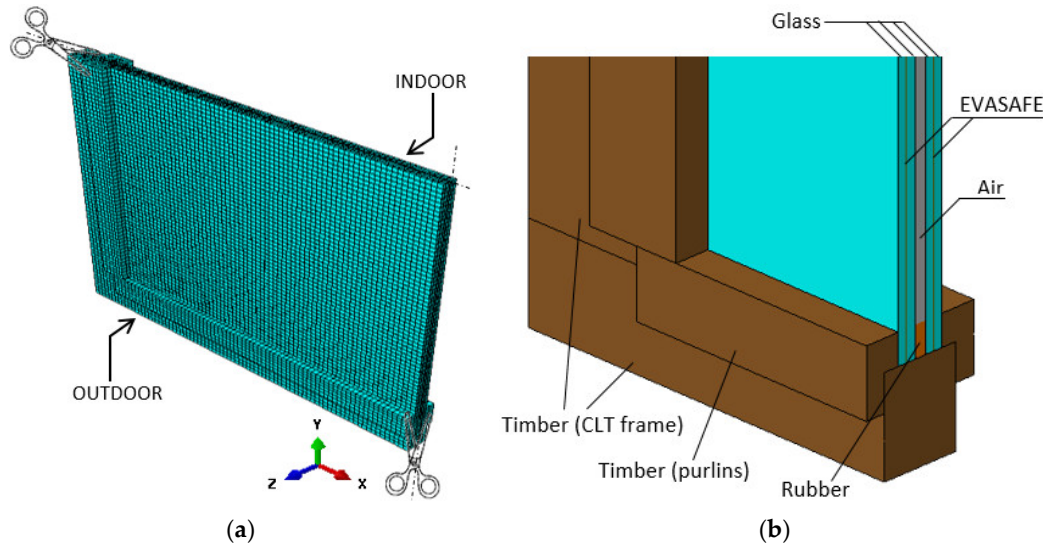 INDOOR
OUTDOOR
Y
Z
X
(a)
Glass
EVASAFE
Air
Timber (CLT frame)
Timber (purlins)
Rubber
(b)